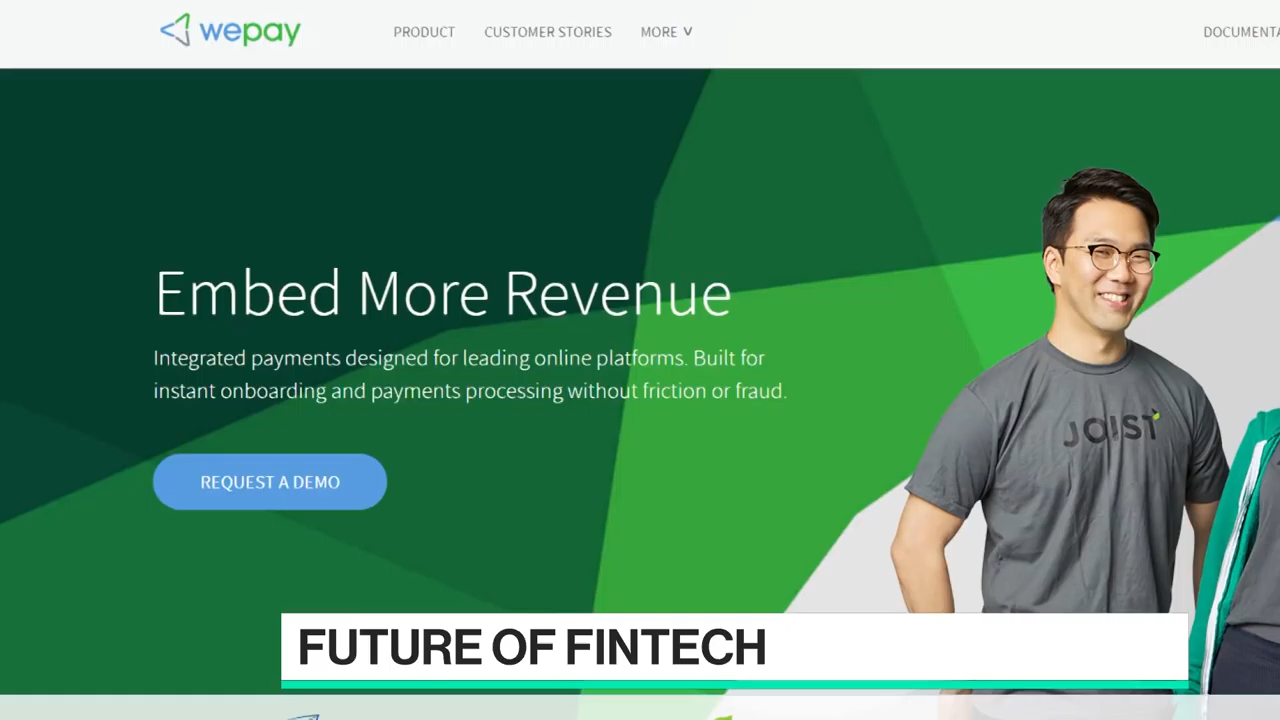 wepay
PRODUCT
CUSTOMER STORIES
MORE
DOCUMENTA
Embed More Revenue
Integrated payments designed for leading online platforms. Built for
instant onboarding and payments processing without friction or fraud.
REQUEST A DEMO
JOIST
FUTURE OF FINTECH